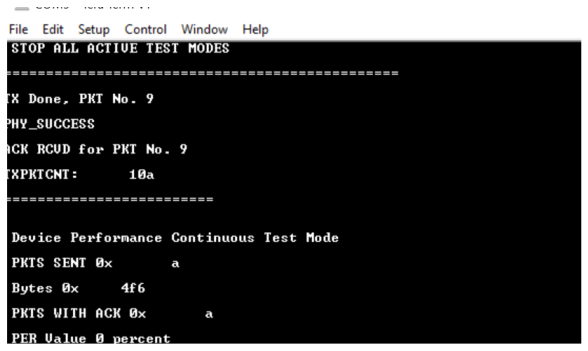 File Edit Setup Control Window Help
STOP ALL ACTIVE TEST MODES
==================================================
TX Done, PKT No. 9
PHY_SUCCESS
ACK RCVD for PKT No. 9
TXPKTCNT: 10a
==========================
Device Performance Continuous Test Mode
PKTS SENT 0x a
Bytes 0x 4f6
PKTS WITH ACK 0x a
PER Value 0 percent